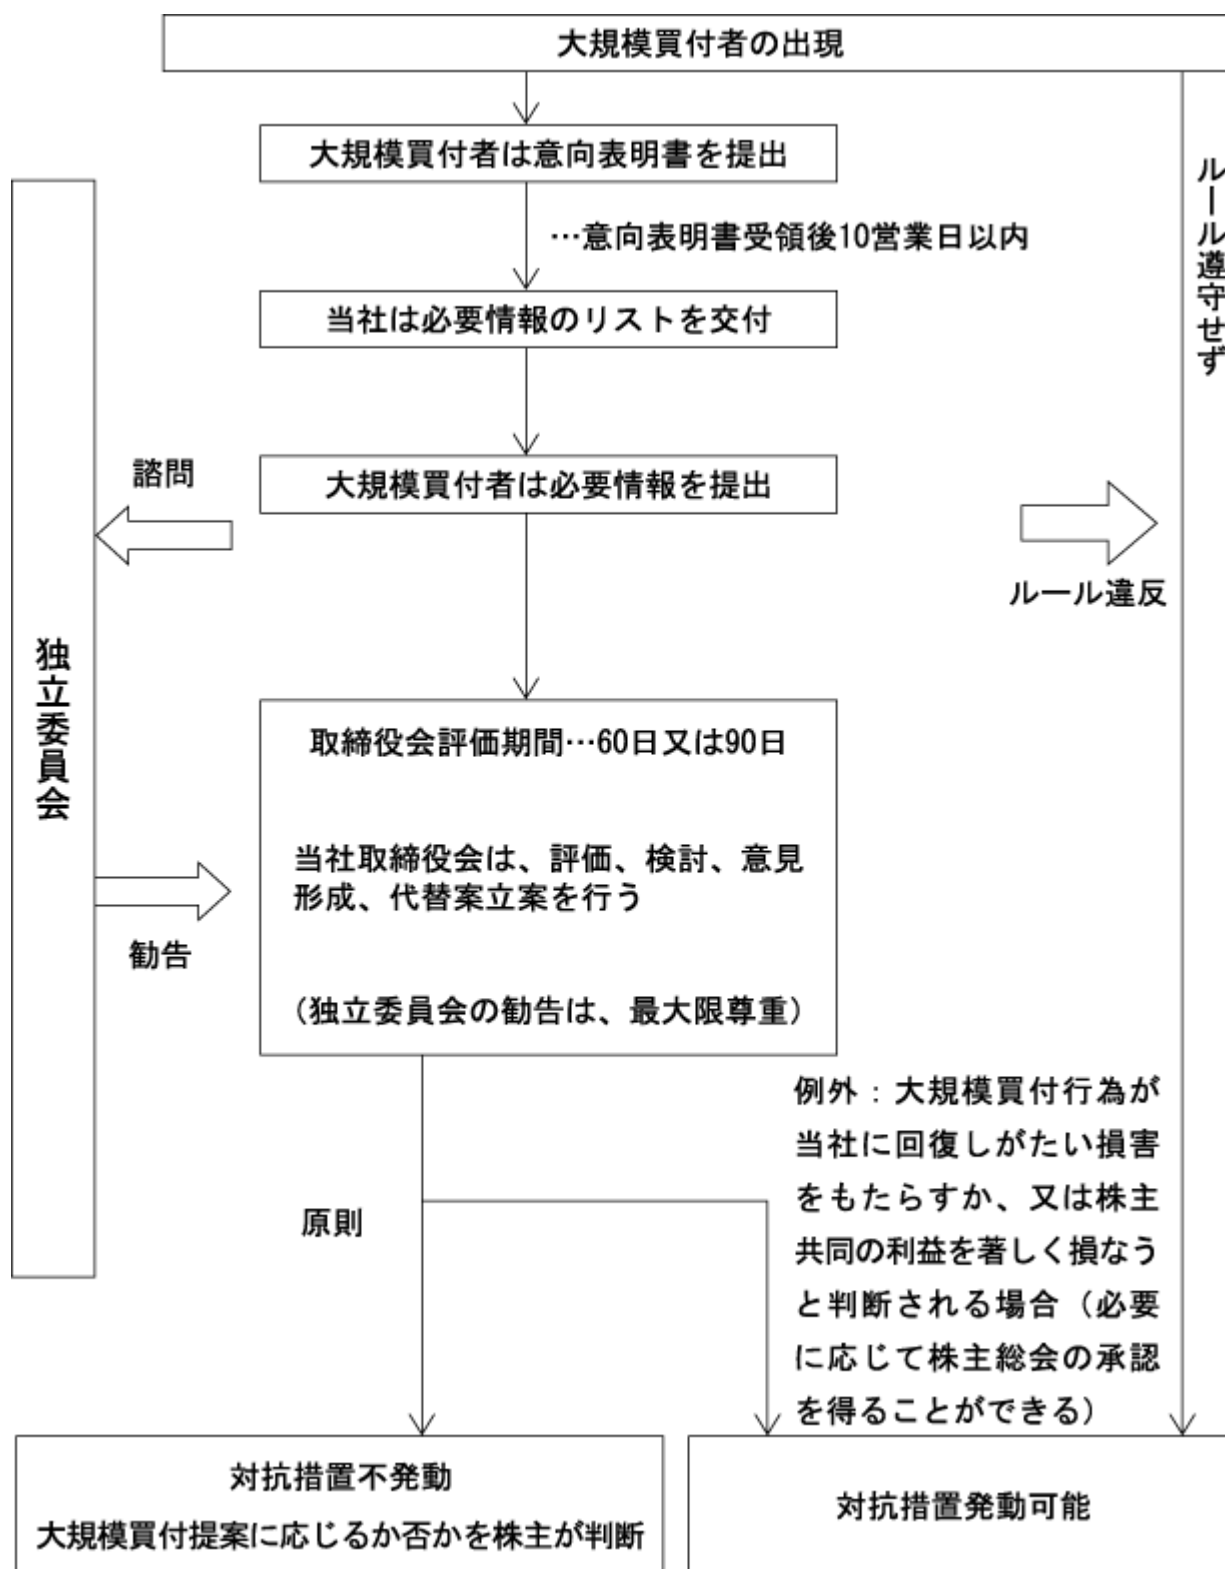 大規模買付者の出現
大規模買付者は意向表明書を提出
…意向表明書受領後10営業日以内
当社は必要情報のリストを交付
ルール遵守せず
諮問
大規模買付者は必要情報を提出
ルール違反
独立委員会
取締役会評価期間…60日又は90日
当社取締役会は、評価、検討、意見
形成、代替案立案を行う
勧告
（独立委員会の勧告は、最大限尊重）
例外：大規模買付行為が
当社に回復しがたい損害
をもたらすか、又は株主
共同の利益を著しく損なう
と判断される場合（必要
に応じて株主総会の承認
を得ることができる）
原則
対抗措置不発動
大規模買付提案に応じるか否かを株主が判断
対抗措置発動可能